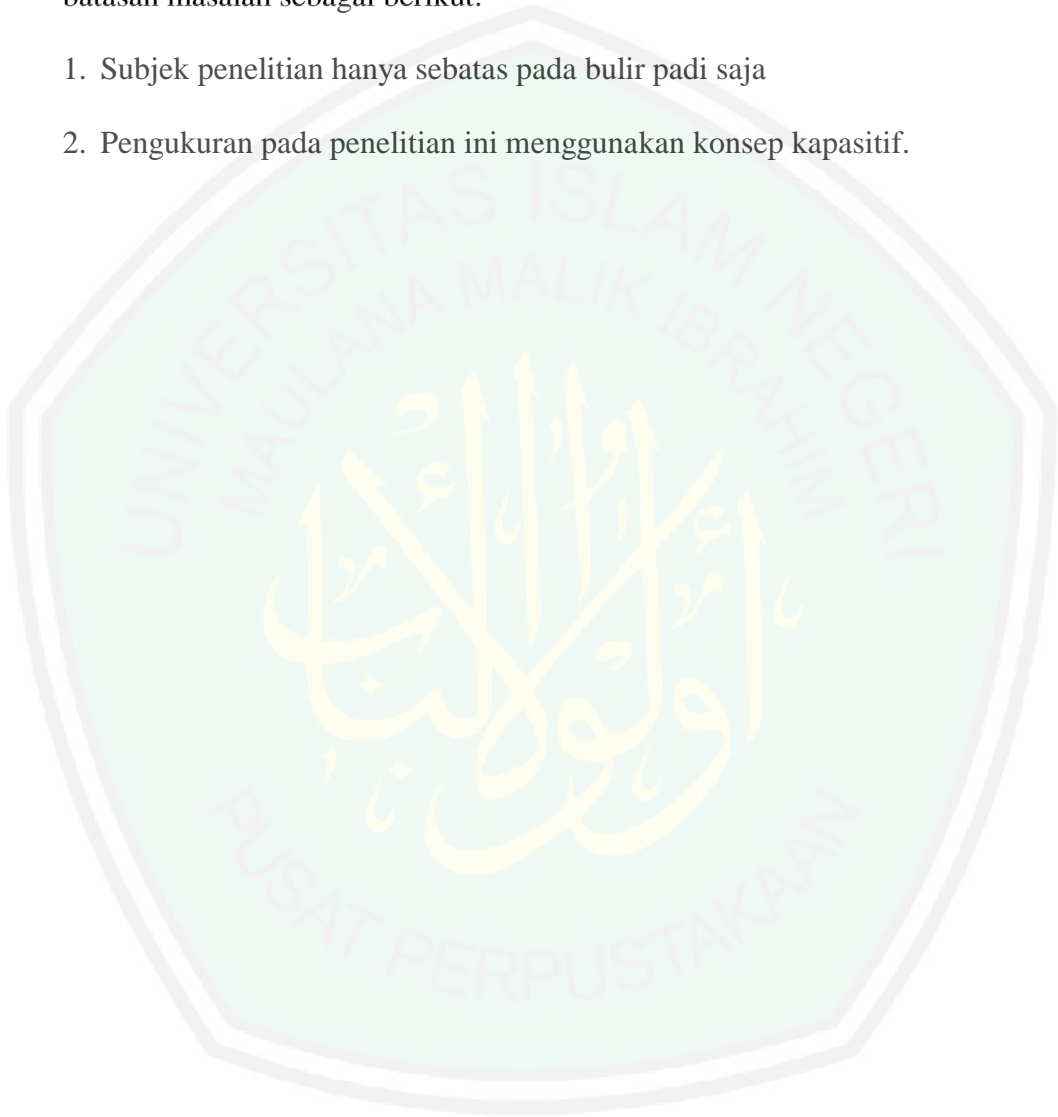 batasan masalah sebagai berikut.
1. Subjek penelitian hanya sebatas pada bulir padi saja
2. Pengukuran pada penelitian ini menggunakan konsep kapasitif.
UNIVERSITAS ISLAM NEGERI
MAULANA MALIK IBRAHIM
PUSAT PERPUSTAKAAN